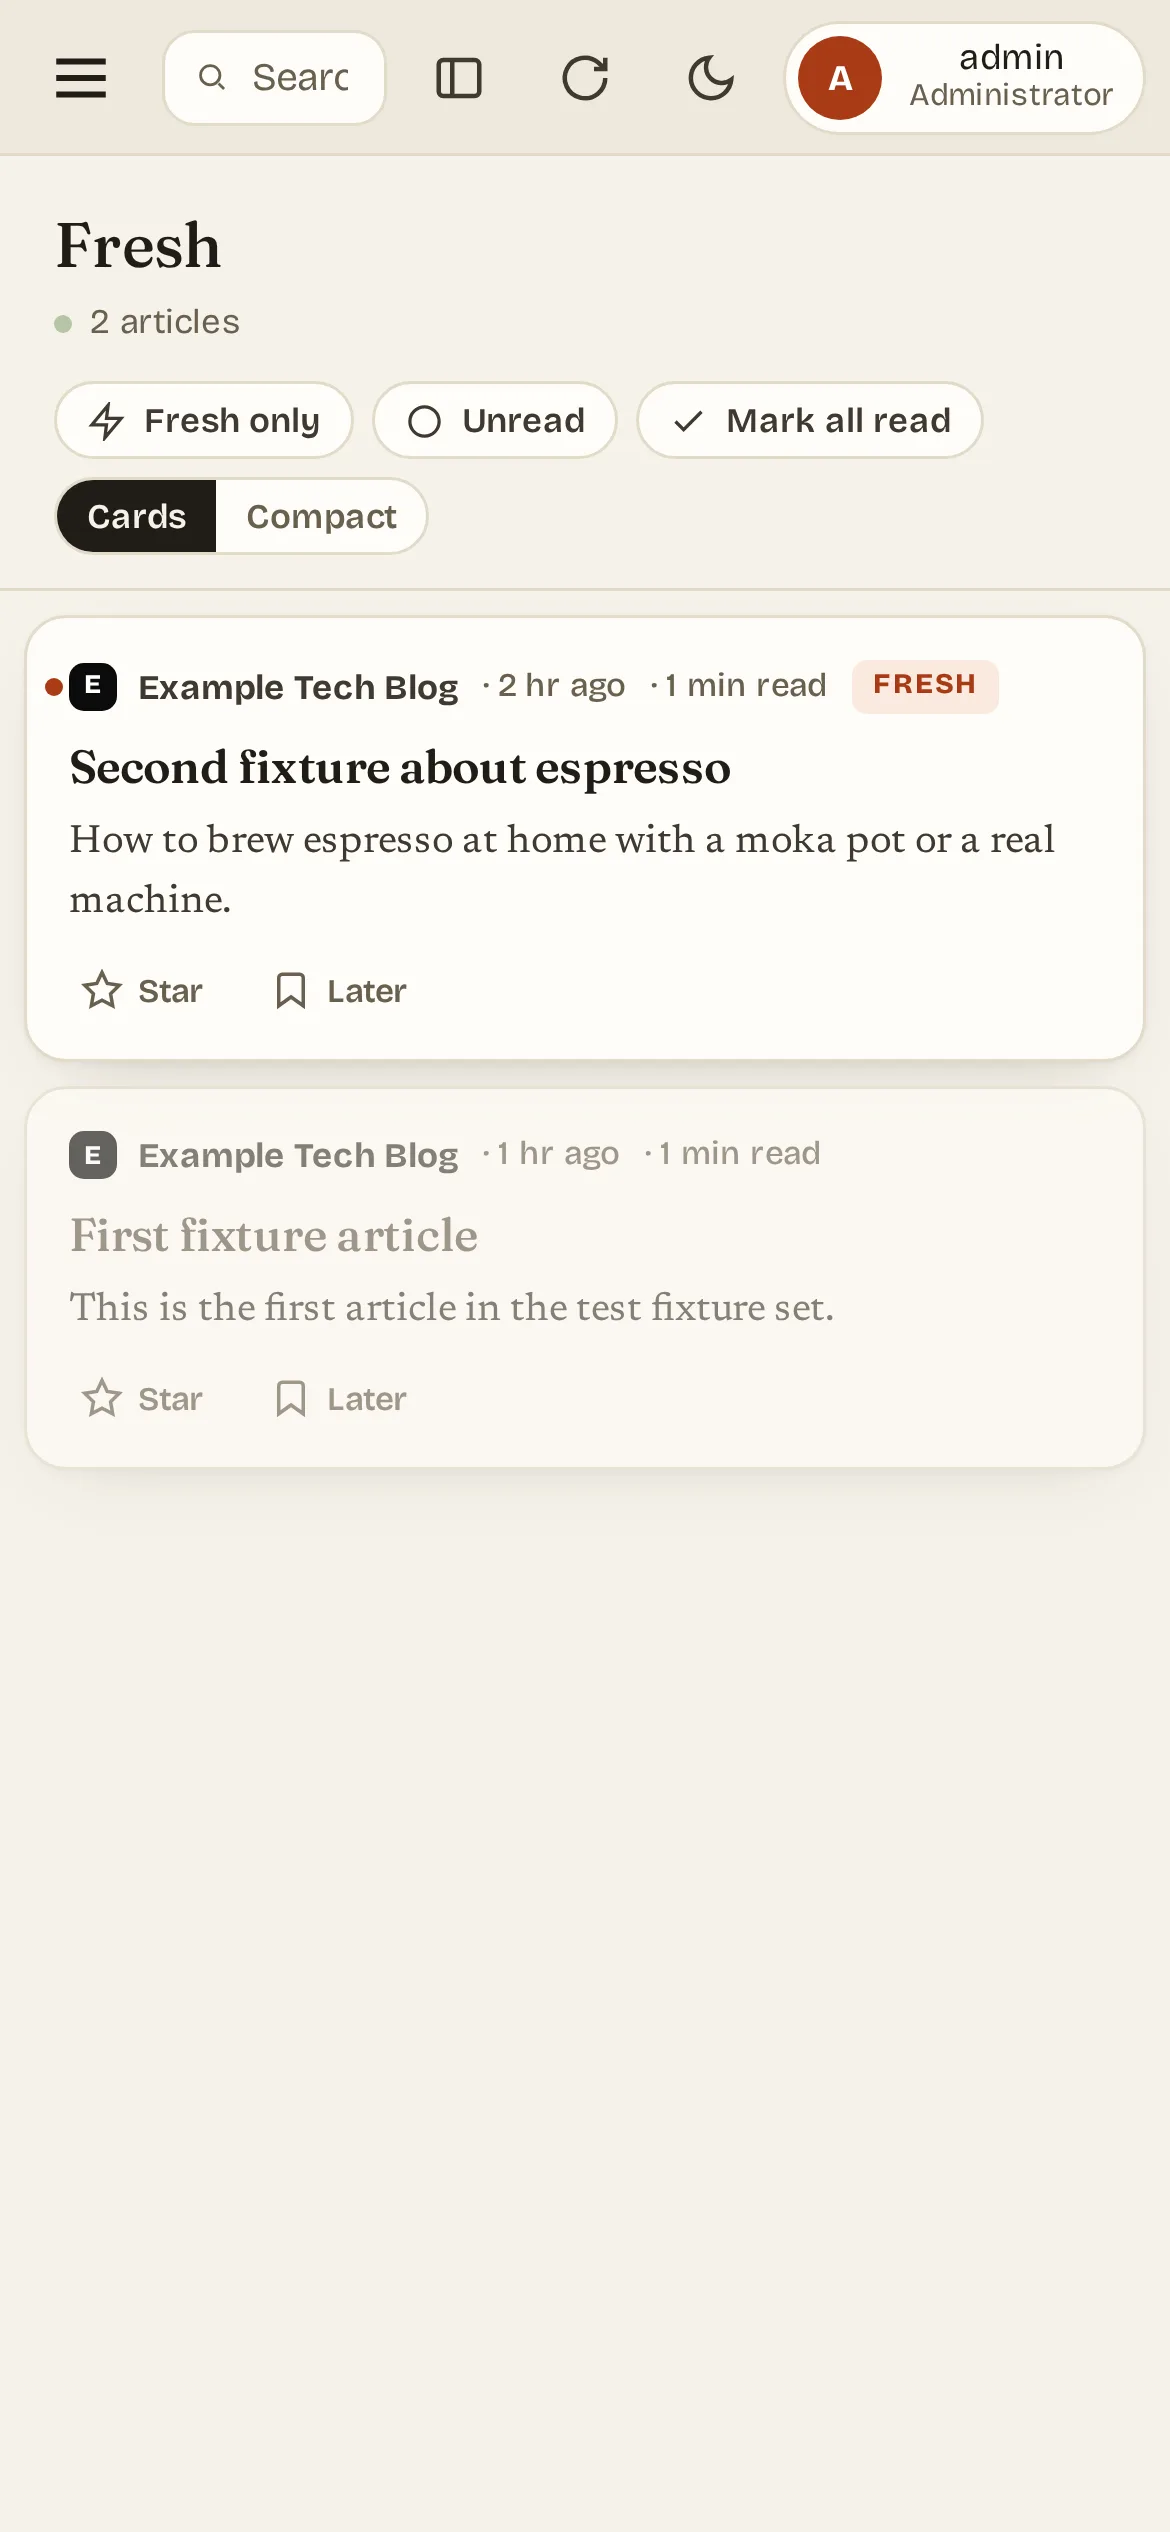 Searc
A
admin
Administrator
Fresh
2 articles
Fresh only
Unread
Mark all read
Cards
Compact
E Example Tech Blog · 2 hr ago · 1 min read FRESH
Second fixture about espresso
How to brew espresso at home with a moka pot or a real
machine.
Star
Later
E Example Tech Blog · 1 hr ago · 1 min read
First fixture article
This is the first article in the test fixture set.
Star
Later